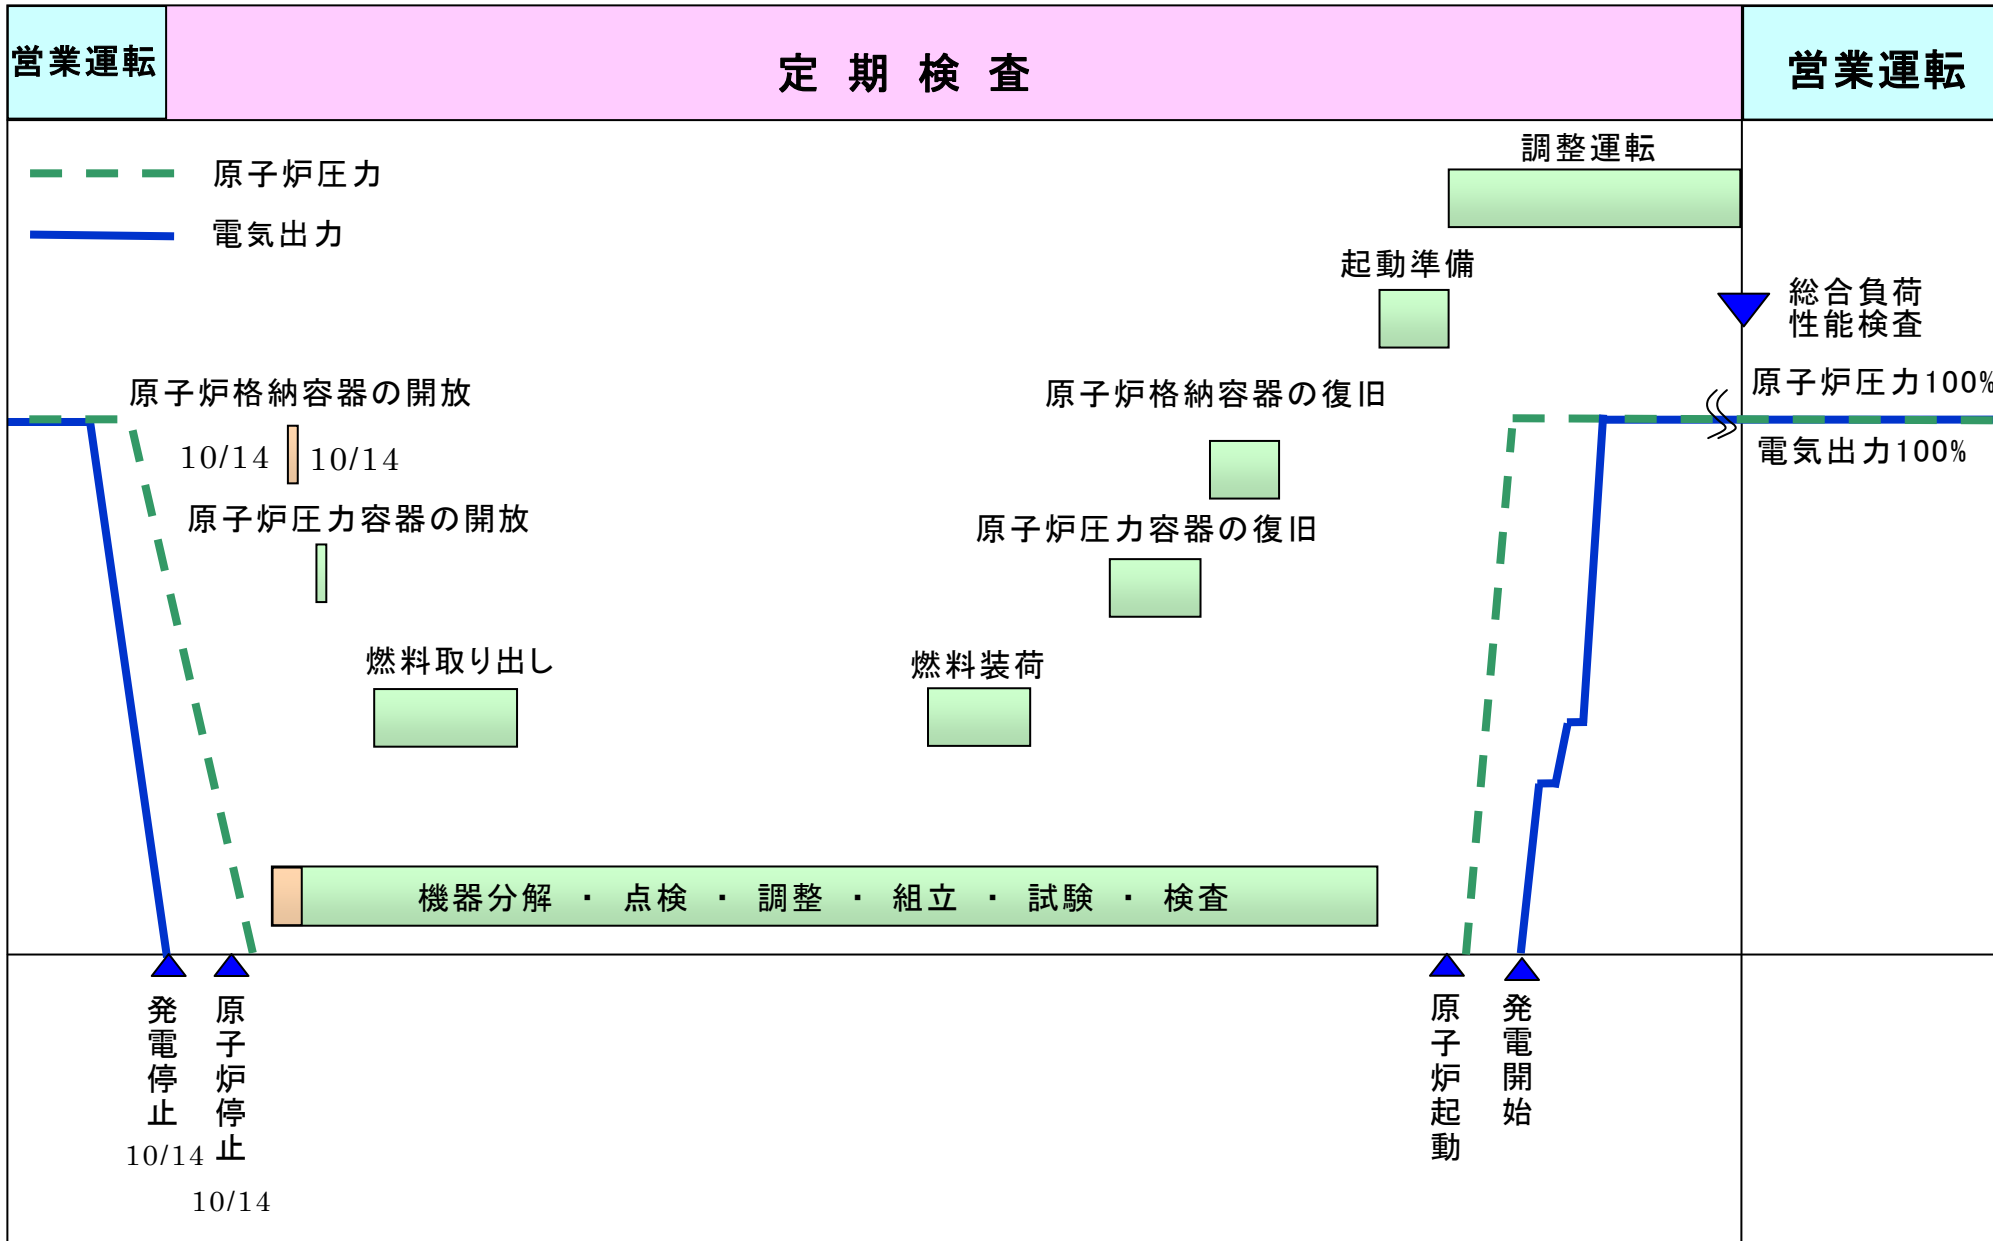 営業運転
定期検査
営業運転
原子炉圧力
電気出力
調整運転
起動準備
総合負荷
性能検査
原子炉格納容器の開放
10/14 10/14
原子炉圧力容器の開放
燃料取り出し
原子炉格納容器の復旧
原子炉圧力容器の復旧
燃料装荷
原子炉圧力100%
電気出力100%
機器分解 ・ 点検 ・ 調整 ・ 組立 ・ 試験 ・ 検査
発電停止
10/14
原子炉停止
10/14
原子炉起動
発電開始